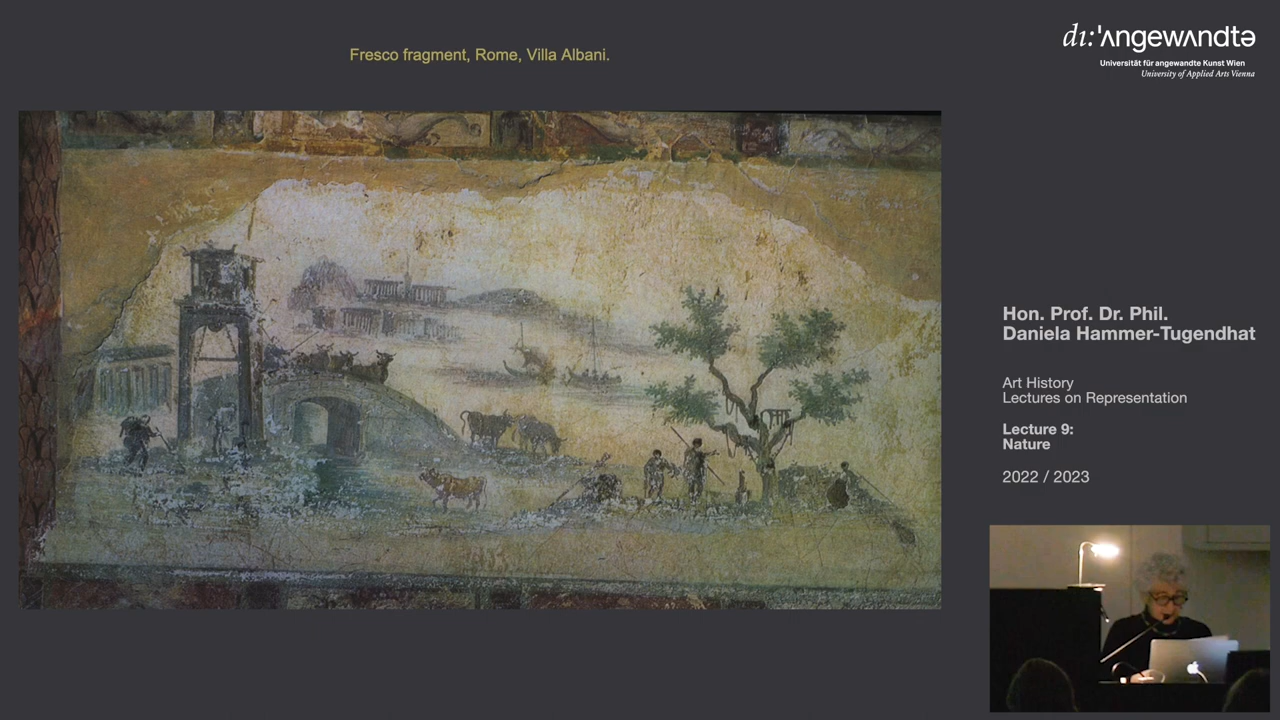 Fresco fragment, Rome, Villa Albani.
dı:'ʌngewʌndtə
Universität für angewandte Kunst Wien
University of Applied Arts Vienna
Hon. Prof. Dr. Phil.
Daniela Hammer-Tugendhat
Art History
Lectures on Representation
Lecture 9:
Nature
2022 / 2023